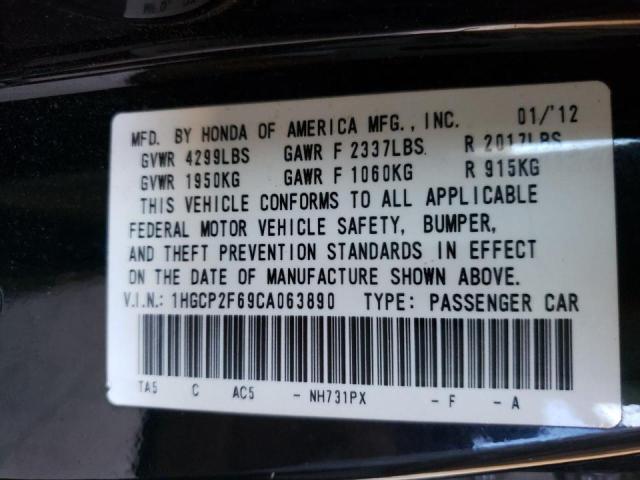 MFD. BY HONDA OF AMERICA MFG., INC. 01/'12
GVWR 4299LBS GAWR F 2337LBS R 2017LBS
GVWR 1950KG GAWR F 1060KG R 915KG
THIS VEHICLE CONFORMS TO ALL APPLICABLE
FEDERAL MOTOR VEHICLE SAFETY, BUMPER,
AND THEFT PREVENTION STANDARDS IN EFFECT
ON THE DATE OF MANUFACTURE SHOWN ABOVE.
V.I.N.: 1HGCP2F69CA063890 TYPE: PASSENGER CAR
TA5 C AC5 - NH731PX - F - A